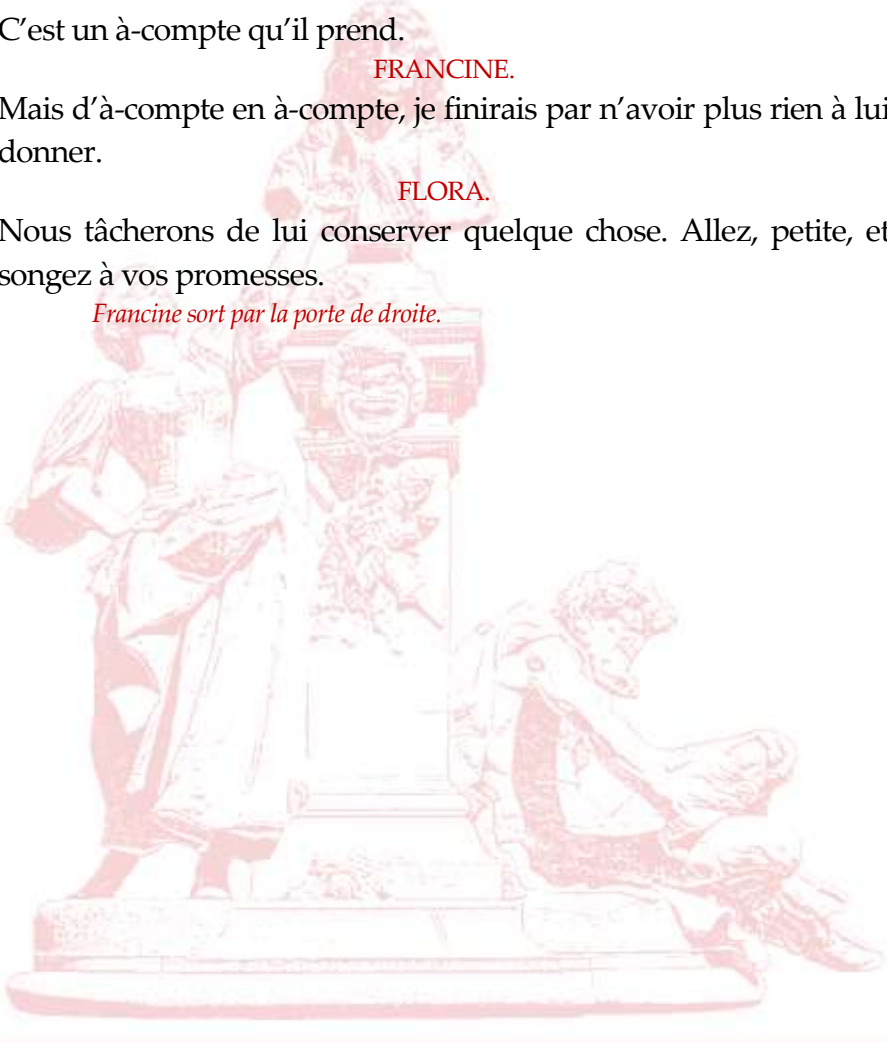 C’est un à-compte qu’il prend.
FRANCINE.
Mais d’à-compte en à-compte, je finirais par n’avoir plus rien à lui
donner.
FLORA.
Nous tâcherons de lui conserver quelque chose. Allez, petite, et
songez à vos promesses.
Francine sort par la porte de droite.